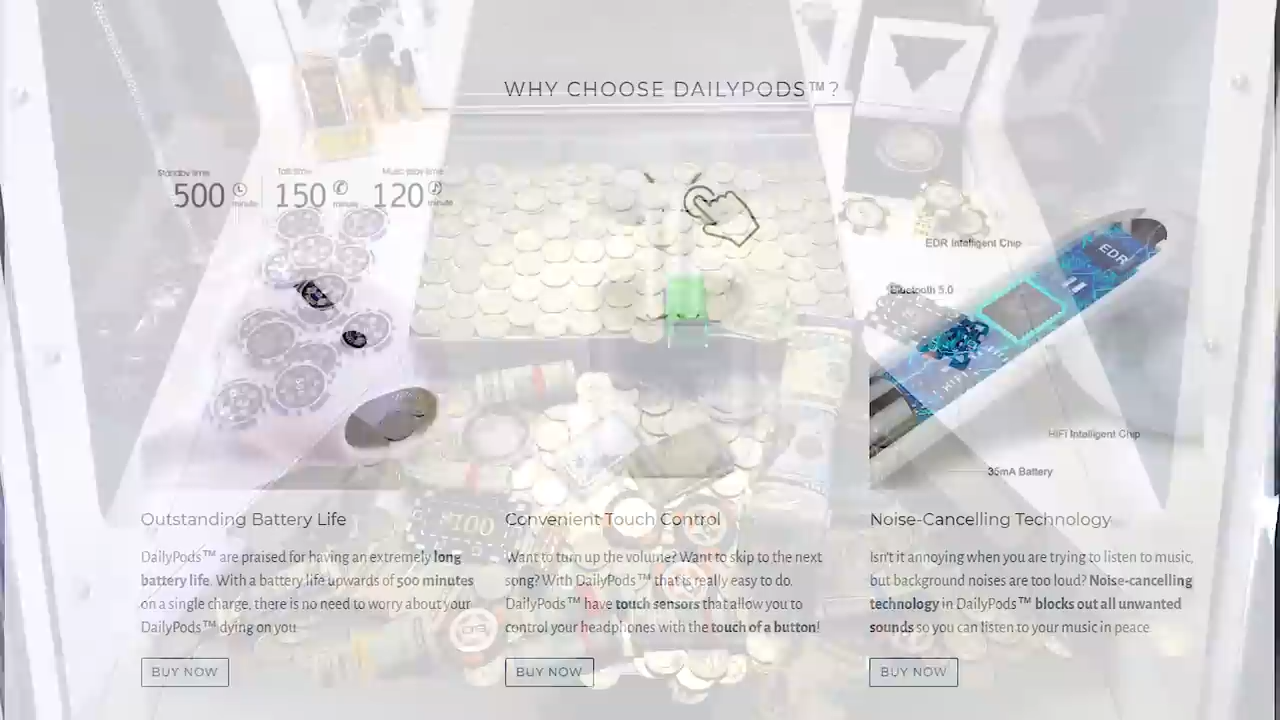 WHY CHOOSE DAILYPODS™?
Standby time
Talk time
Music play time
500 minute
150 minute
120 minute
EDR Intelligent Chip
EDR
Bluetooth 5.0
HIFI
HIFI Intelligent Chip
35mA Battery
Outstanding Battery Life
DailyPods™ are praised for having an extremely long
battery life. With a battery life upwards of 500 minutes
on a single charge, there is no need to worry about your
DailyPods™ dying on you
BUY NOW
$100
Convenient Touch Control
Want to turn up the volume? Want to skip to the next
song? With DailyPods™ that is really easy to do.
DailyPods™ have touch sensors that allow you to
control your headphones with the touch of a button!
BUY NOW
Noise-Cancelling Technology
Isn't it annoying when you are trying to listen to music,
but background noises are too loud? Noise-cancelling
technology in DailyPods™ blocks out all unwanted
sounds so you can listen to your music in peace
BUY NOW